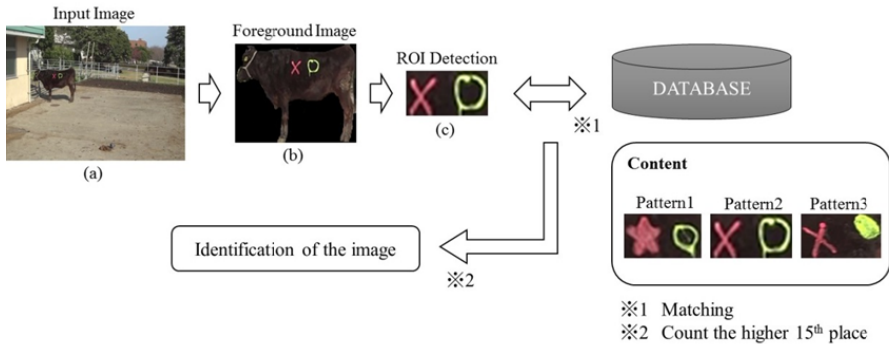 Input Image
Foreground Image
ROI Detection
X P
X P
(a)
(b)
(c)
※1
DATABASE
Content
Pattern1 Pattern2 Pattern3
Identification of the image
※2
※1 Matching
※2 Count the higher 15th place